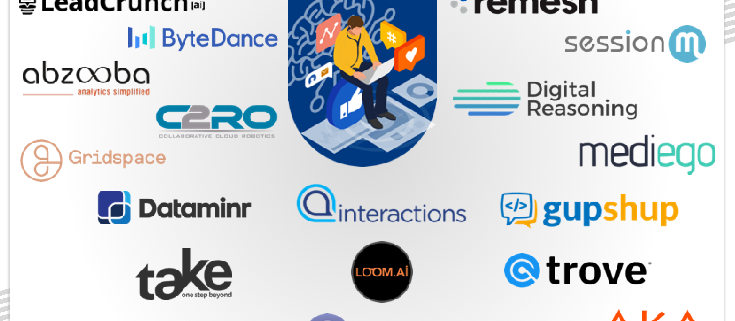 LeadCrunch [ai]
remesh
ByteDance
session m
abzooba
analytics simplified
Digital
Reasoning
C2RO
COLLABORATIVE CLOUD ROBOTICS
Gridspace
mediego
Dataminr
interactions
</> gupshup
take
one step beyond
LOOM.Ai
trove
AKA